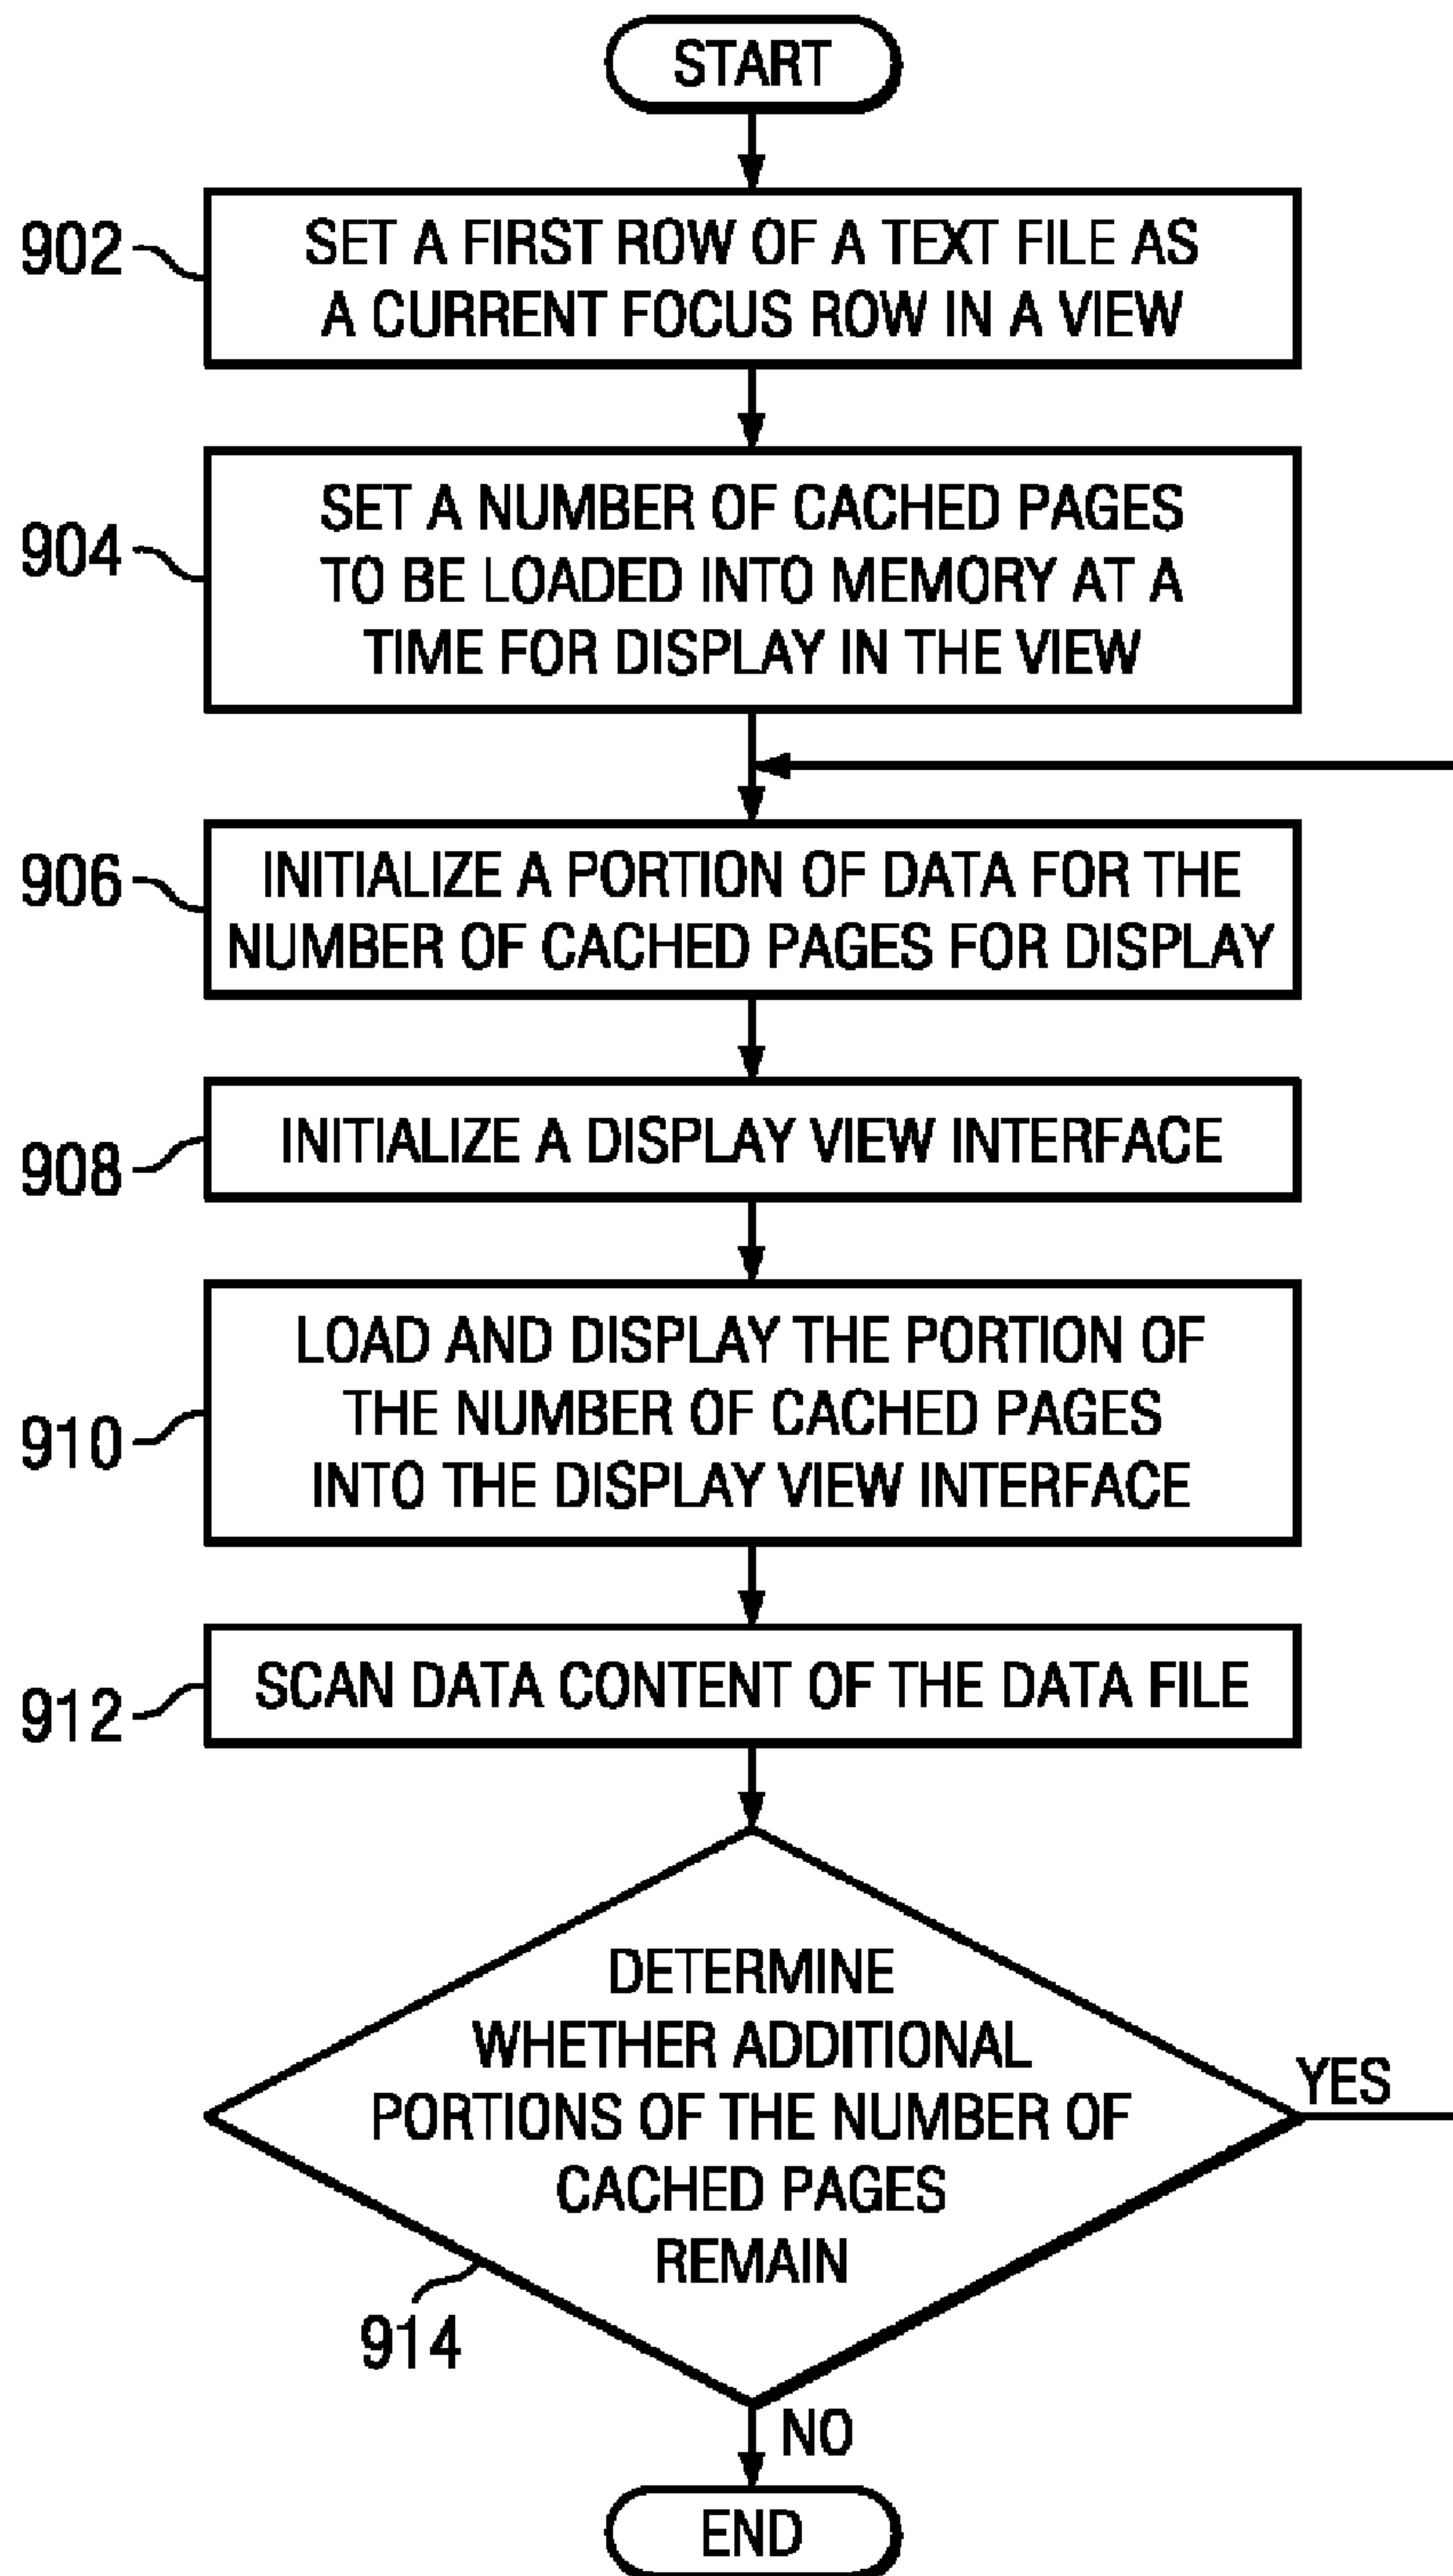 START
902
SET A FIRST ROW OF A TEXT FILE AS
A CURRENT FOCUS ROW IN A VIEW
904
SET A NUMBER OF CACHED PAGES
TO BE LOADED INTO MEMORY AT A
TIME FOR DISPLAY IN THE VIEW
906
INITIALIZE A PORTION OF DATA FOR THE
NUMBER OF CACHED PAGES FOR DISPLAY
908
INITIALIZE A DISPLAY VIEW INTERFACE
910
LOAD AND DISPLAY THE PORTION OF
THE NUMBER OF CACHED PAGES
INTO THE DISPLAY VIEW INTERFACE
912
SCAN DATA CONTENT OF THE DATA FILE
DETERMINE
WHETHER ADDITIONAL
PORTIONS OF THE NUMBER OF
CACHED PAGES
REMAIN
YES
914
NO
END